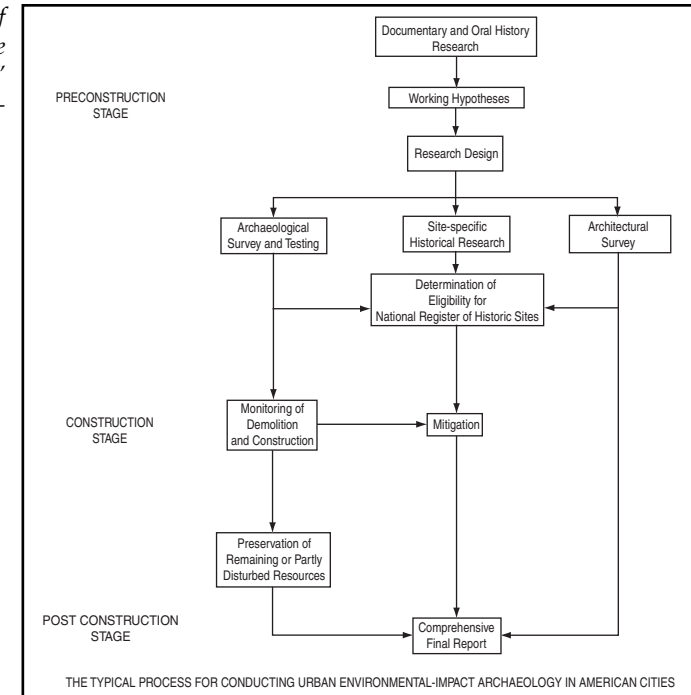 of
e
,
–
Documentary and Oral History
Research
PRECONSTRUCTION
STAGE
Working Hypotheses
Research Design
Archaeological
Survey and Testing
Site-specific
Historical Research
Architectural
Survey
Determination of
Eligibility for
National Register of Historic Sites
CONSTRUCTION
STAGE
Monitoring of
Demolition
and Construction
Mitigation
Preservation of
Remaining or Partly
Disturbed Resources
POST CONSTRUCTION
STAGE
Comprehensive
Final Report
THE TYPICAL PROCESS FOR CONDUCTING URBAN ENVIRONMENTAL-IMPACT ARCHAEOLOGY IN AMERICAN CITIES